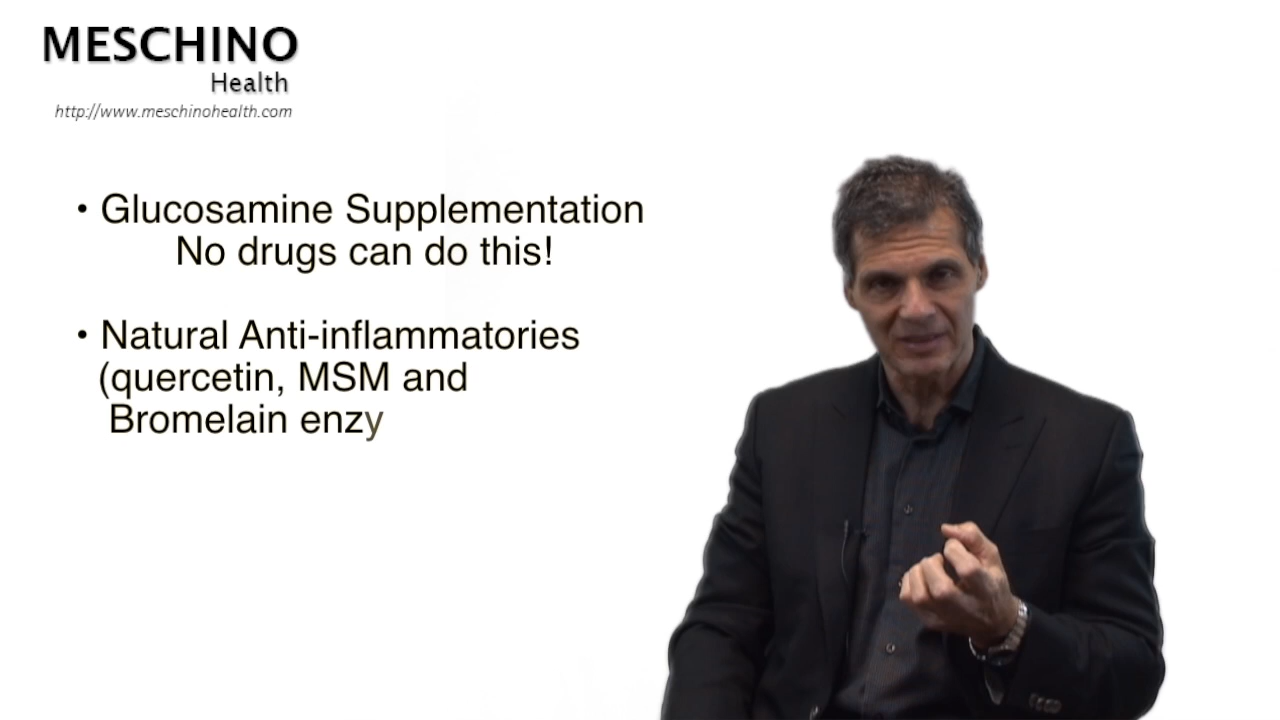 MESCHINO
Health
http://www.meschinohealth.com
• Glucosamine Supplementation
No drugs can do this!
• Natural Anti-inflammatories
(quercetin, MSM and
Bromelain enzy